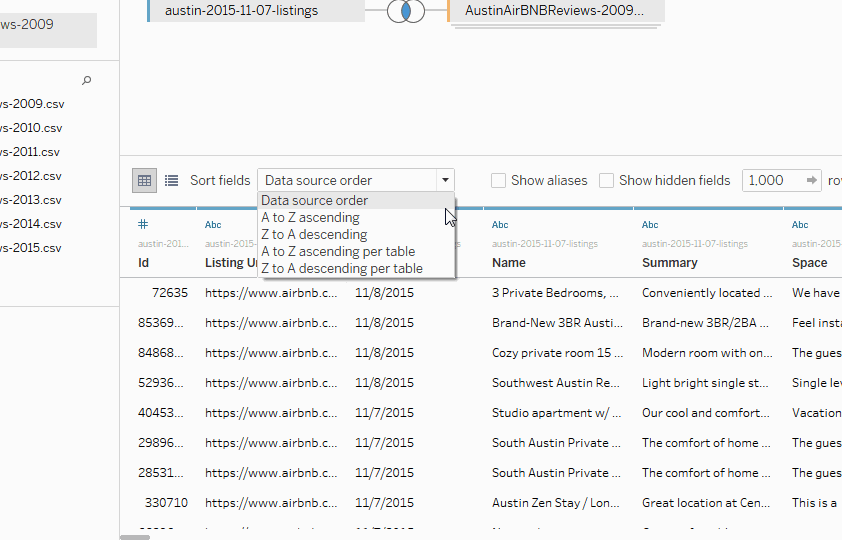 austin-2015-11-07-listings
AustinAirBNBReviews-2009...
ws-2009
ws-2009.csv
ws-2010.csv
ws-2011.csv
ws-2012.csv
ws-2013.csv
ws-2014.csv
ws-2015.csv
Sort fields Data source order Show aliases Show hidden fields 1,000
Data source order
A to Z ascending
Z to A descending
A to Z ascending per table
Z to A descending per table
# Abc Abc Abc Abc
austin-201... austin-2015- austin-2015-11-07-listings austin-2015-11-07-listings austin-2015
Id Listing Name Summary Space
72635 https://www.airbnb.c... 11/8/2015 3 Private Bedrooms, ... Conveniently located ... We have
85369... https://www.airbnb.c... 11/8/2015 Brand-New 3BR Austi... Brand-new 3BR/2BA ... Feel insta
84868... https://www.airbnb.c... 11/8/2015 Cozy private room 15 ... Modern room with on... The gues
52936... https://www.airbnb.c... 11/8/2015 Southwest Austin Re... Light bright single st... Single lev
40453... https://www.airbnb.c... 11/7/2015 Studio apartment w/ ... Our cool and comfort... Vacation
29896... https://www.airbnb.c... 11/7/2015 South Austin Private ... The comfort of home ... The gues
28531... https://www.airbnb.c... 11/7/2015 South Austin Private ... The comfort of home ... The gues
330710 https://www.airbnb.c... 11/7/2015 Austin Zen Stay / Lon... Great location at Cen... This is a